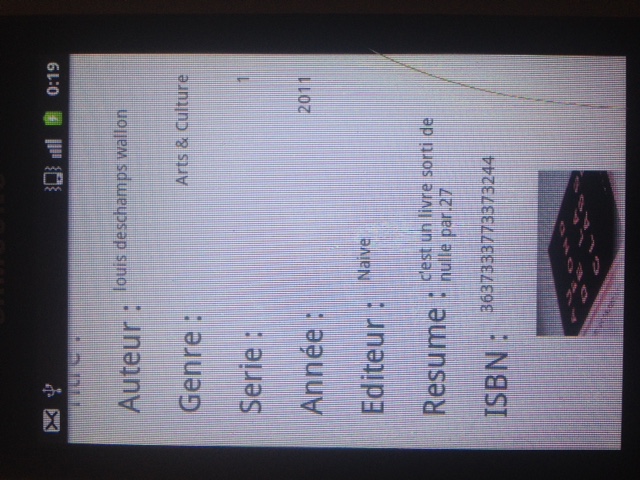 0:19
Titre :
Auteur : louis deschamps wallon
Genre : Arts & Culture
Serie : 1
Année : 2011
Editeur : Naive
Resume : c'est un livre sorti de
nulle par.27
ISBN : 3637333773373244
AU FOND
DE LA
CLASSE